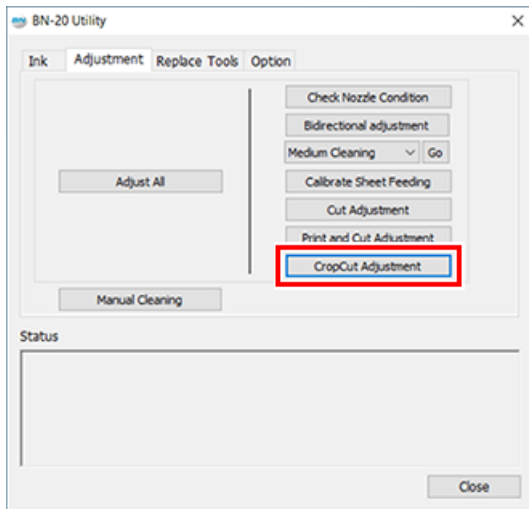 BN-20 Utility
Ink Adjustment Replace Tools Option
Check Nozzle Condition
Bidirectional adjustment
Medium Cleaning Go
Adjust All
Calibrate Sheet Feeding
Cut Adjustment
Print and Cut Adjustment
CropCut Adjustment
Manual Cleaning
Status
Close